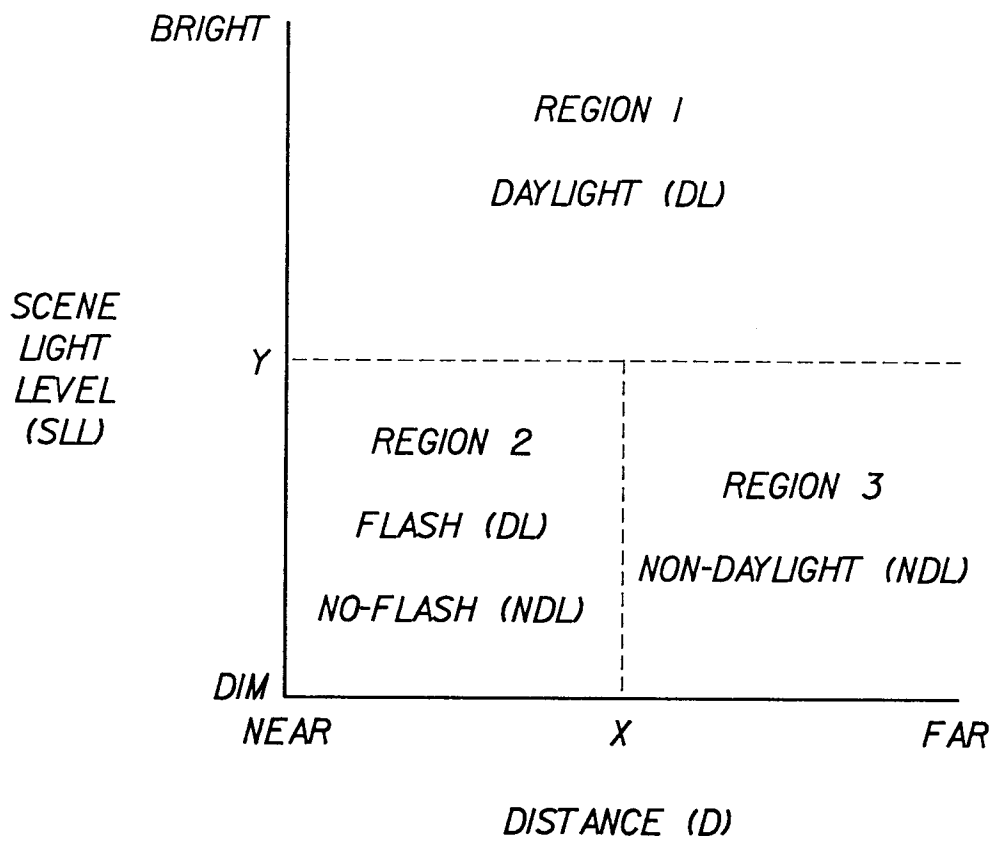 BRIGHT
REGION 1
DAYLIGHT (DL)
SCENE
LIGHT
LEVEL
(SLL)
Y
REGION 2
FLASH (DL)
NO-FLASH (NDL)
REGION 3
NON-DAYLIGHT (NDL)
DIM
NEAR
X
FAR
DISTANCE (D)